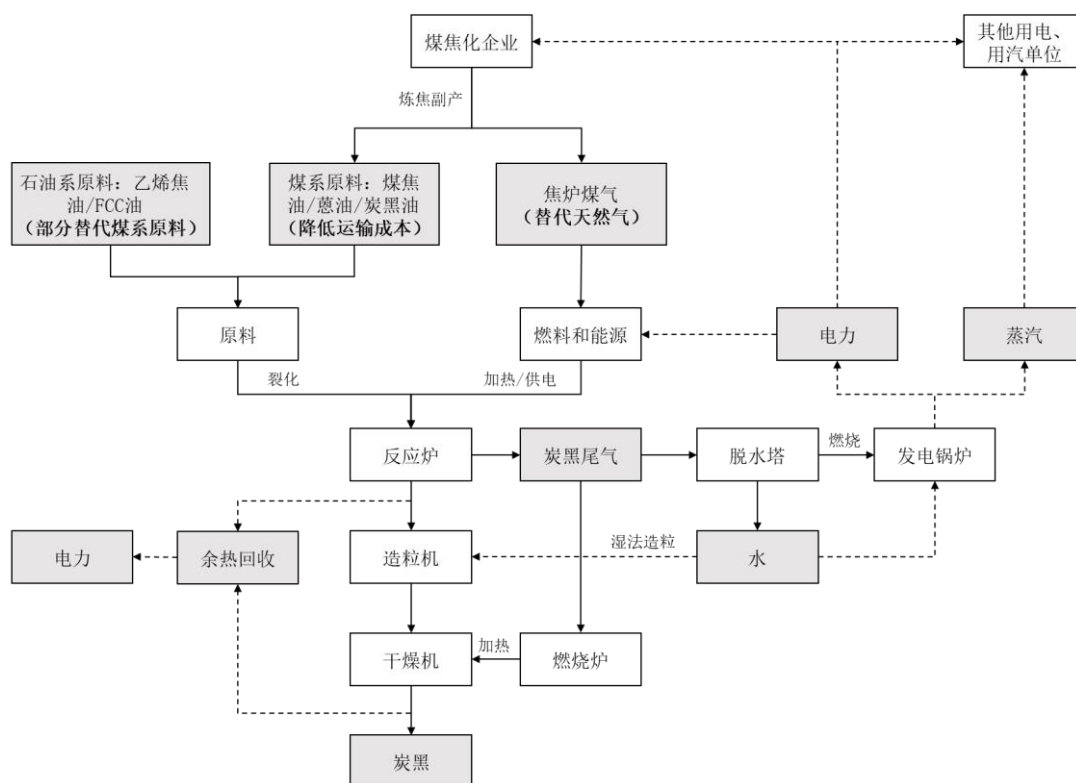 煤焦化企业
其他用电、
用汽单位
炼焦副产
石油系原料：乙烯焦
油/FCC油
（部分替代煤系原料）
煤系原料：煤焦
油/蒽油/炭黑油
（降低运输成本）
焦炉煤气
（替代天然气）
原料
燃料和能源
电力
蒸汽
裂化
加热/供电
反应炉
炭黑尾气
脱水塔
燃烧
发电锅炉
电力
余热回收
造粒机
湿法造粒
水
干燥机
加热
燃烧炉
炭黑